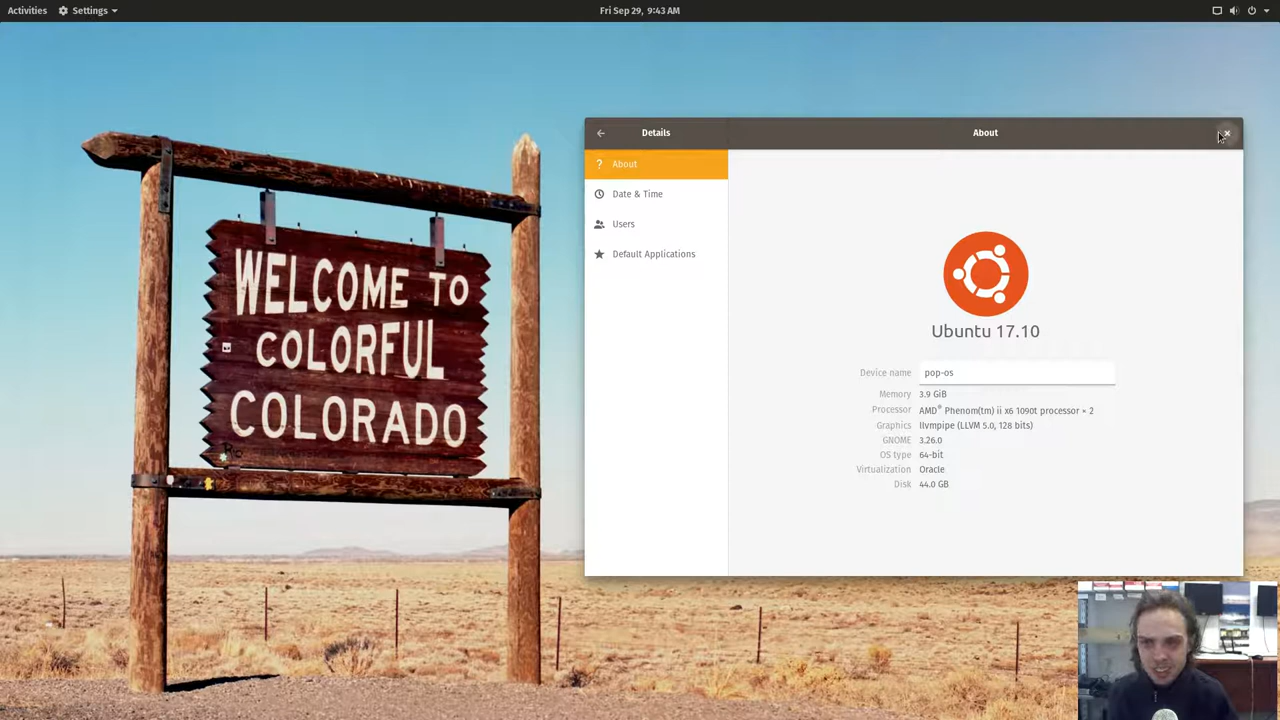 Activities
Settings
Fri Sep 29, 9:43 AM
Details
About
About
Date & Time
Users
Default Applications
Ubuntu 17.10
Device name pop-os
Memory 3.9 GiB
Processor AMD® Phenom(tm) ii x6 1090t processor × 2
Graphics llvmpipe (LLVM 5.0, 128 bits)
GNOME 3.26.0
OS type 64-bit
Virtualization Oracle
Disk 44.0 GB
WELCOME TO
COLORFUL
COLORADO